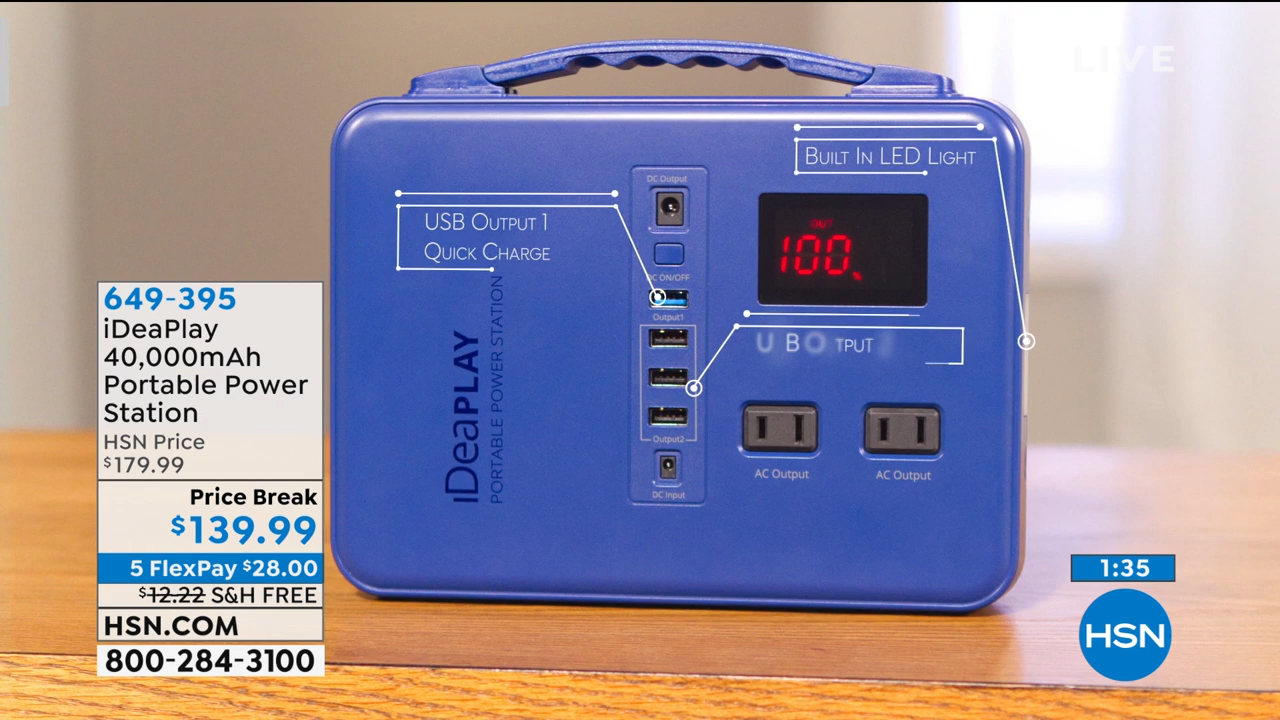 LIVE
BUILT IN LED LIGHT
USB OUTPUT 1
QUICK CHARGE
DC Output
DC ON/OFF
Output1
Output2
DC Input
OUT
100%
AC Output
AC Output
iDeaPLAY
PORTABLE POWER STATION
649-395
iDeaPlay
40,000mAh
Portable Power
Station
HSN Price
$179.99
Price Break
$139.99
5 FlexPay $28.00
$12.22 S&H FREE
HSN.COM
800-284-3100
1:35
HSN